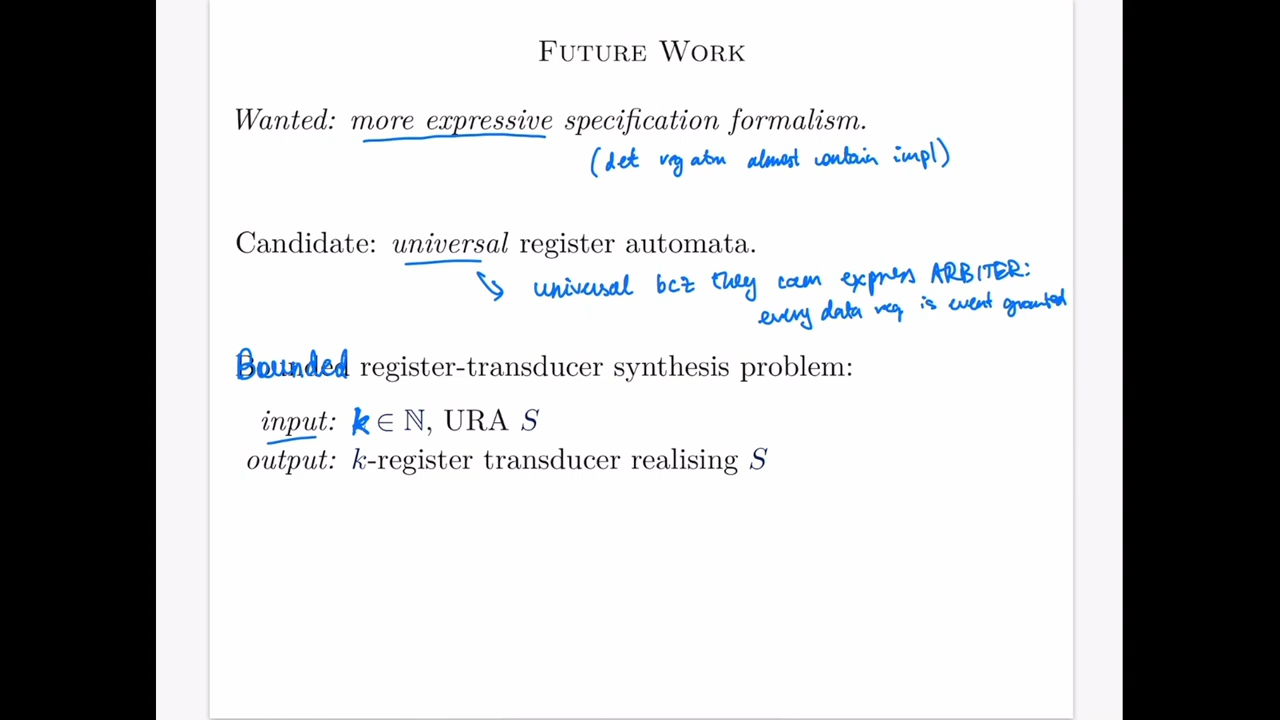 FUTURE WORK
Wanted: more expressive specification formalism.
(det reg atm almost contain impl)
Candidate: universal register automata.
universal bcz they can express ARBITER:
every data req is event granted
Bounded register-transducer synthesis problem:
input: k ∈ ℕ, URA S
output: k-register transducer realising S